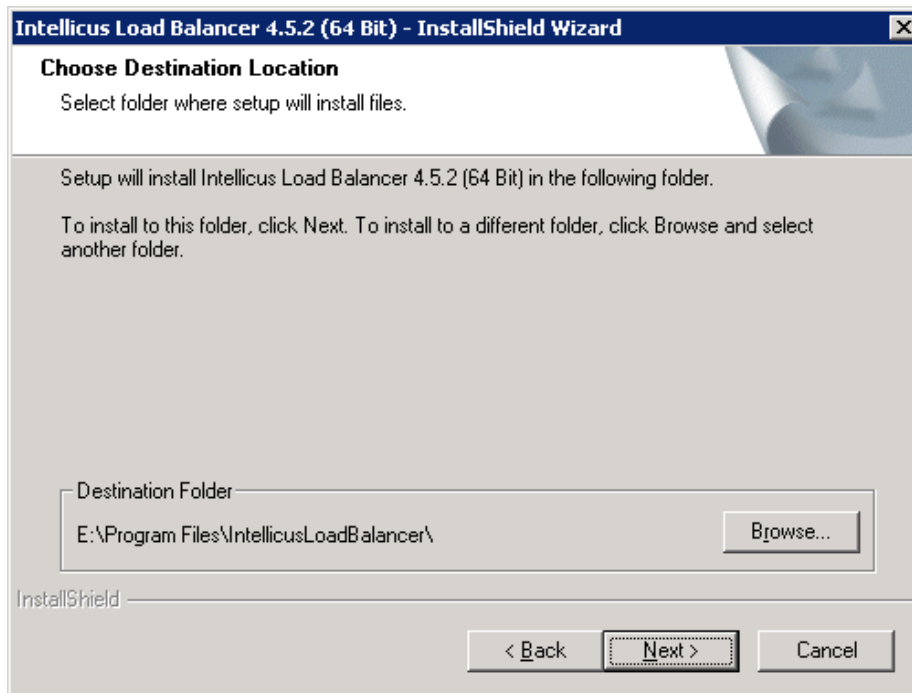 Intellicus Load Balancer 4.5.2 (64 Bit) - InstallShield Wizard
Choose Destination Location
Select folder where setup will install files.
Setup will install Intellicus Load Balancer 4.5.2 (64 Bit) in the following folder.
To install to this folder, click Next. To install to a different folder, click Browse and select
another folder.
Destination Folder
E:\Program Files\IntellicusLoadBalancer\
Browse...
InstallShield
< Back
Next >
Cancel